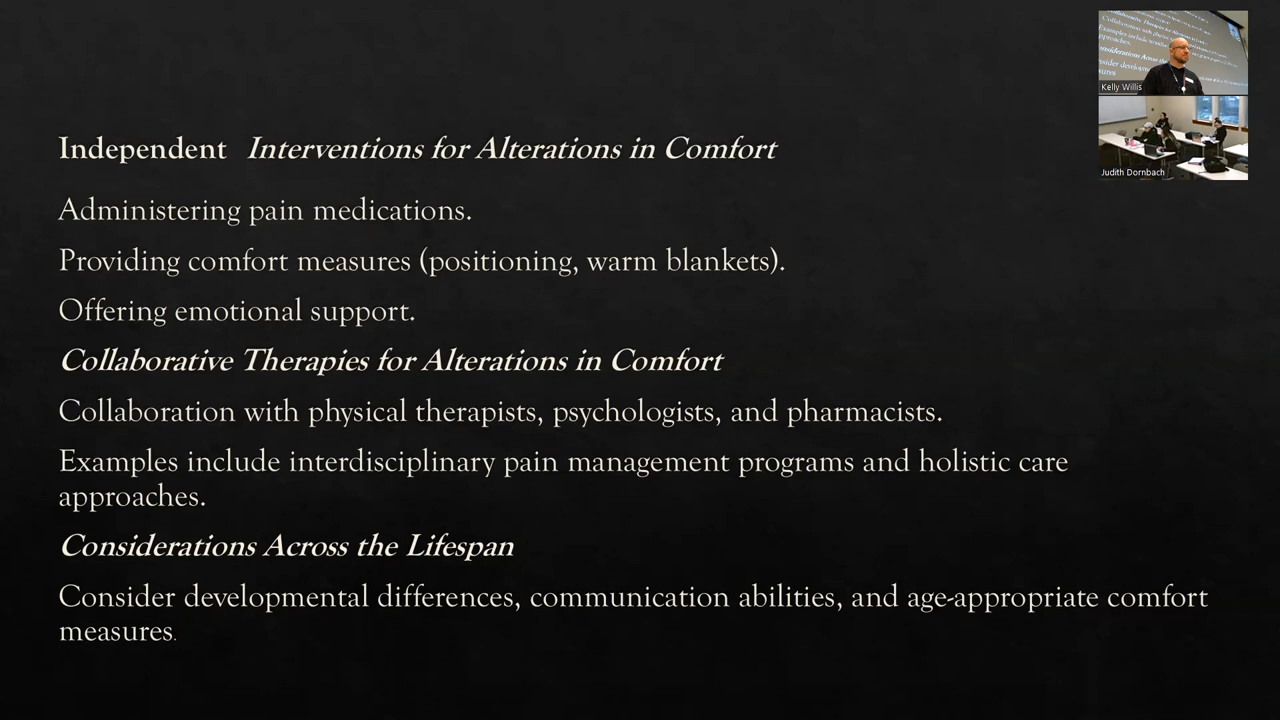 Independent Interventions for Alterations in Comfort
Administering pain medications.
Providing comfort measures (positioning, warm blankets).
Offering emotional support.
Collaborative Therapies for Alterations in Comfort
Collaboration with physical therapists, psychologists, and pharmacists.
Examples include interdisciplinary pain management programs and holistic care
approaches.
Considerations Across the Lifespan
Consider developmental differences, communication abilities, and age-appropriate comfort
measures.
Kelly Willis
Judith Dornbach